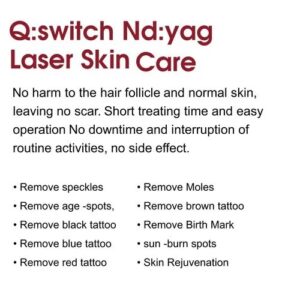 Q:switch Nd:yag
Laser Skin Care
No harm to the hair follicle and normal skin,
leaving no scar. Short treating time and easy
operation No downtime and interruption of
routine activities, no side effect.
• Remove speckles
• Remove age -spots,
• Remove black tattoo
• Remove blue tattoo
• Remove red tattoo
• Remove Moles
• Remove brown tattoo
• Remove Birth Mark
• sun -burn spots
• Skin Rejuvenation